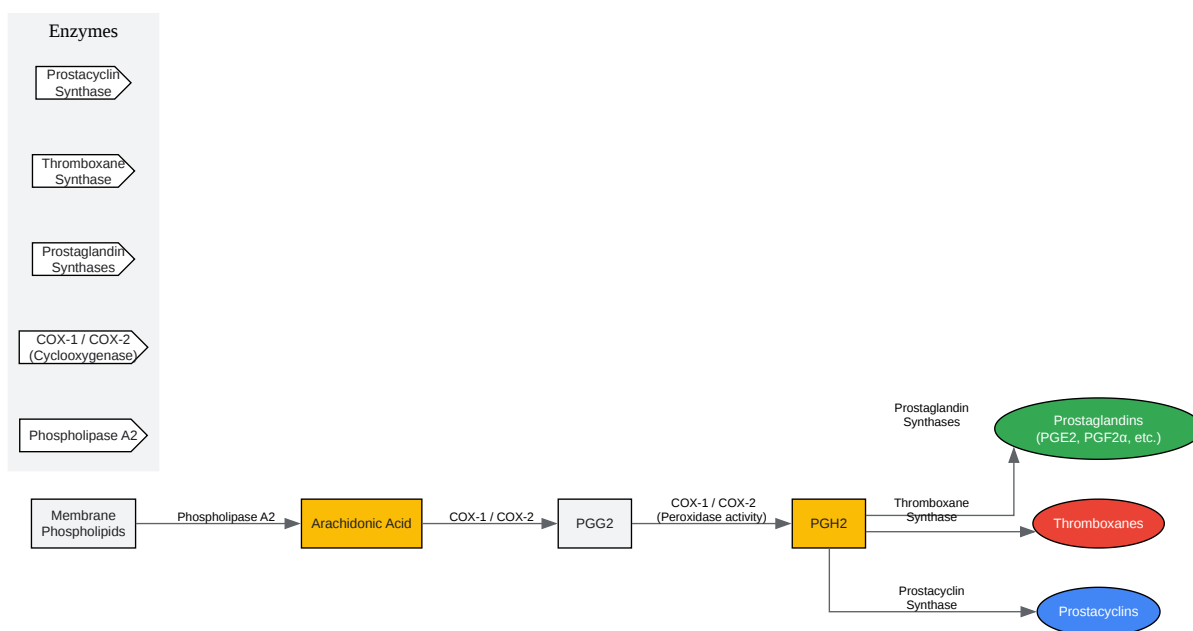 Enzymes
Prostacyclin
Synthase
Thromboxane
Synthase
Prostaglandin
Synthases
COX-1 / COX-2
(Cyclooxygenase)
Phospholipase A2
Membrane
Phospholipids
Phospholipase A2
Arachidonic Acid
COX-1 / COX-2
PGG2
COX-1 / COX-2
(Peroxidase activity)
PGH2
Prostaglandin
Synthases
Prostaglandins
(PGE2, PGF2α, etc.)
Thromboxane
Synthase
Thromboxanes
Prostacyclin
Synthase
Prostacyclins